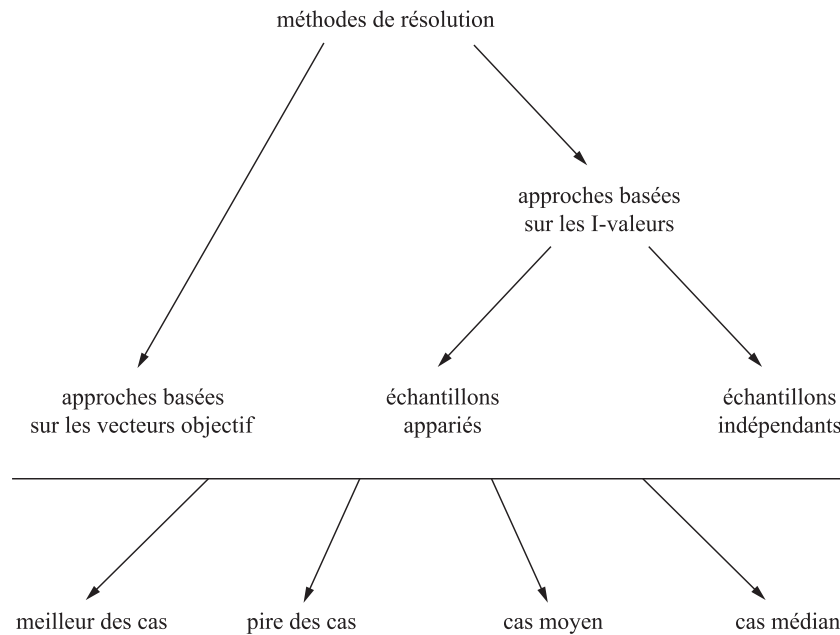 méthodes de résolution
approches basées
sur les I-valeurs
approches basées
sur les vecteurs objectif
échantillons
appariés
échantillons
indépendants
meilleur des cas
pire des cas
cas moyen
cas médian